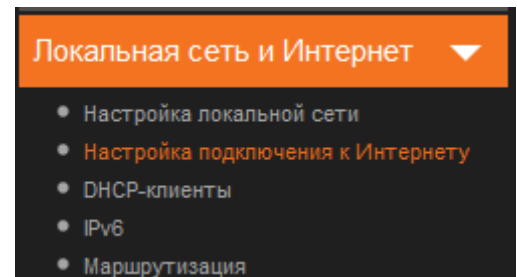 Локальная сеть и Интернет
Настройка локальной сети
Настройка подключения к Интернету
DHCP-клиенты
IPv6
Маршрутизация